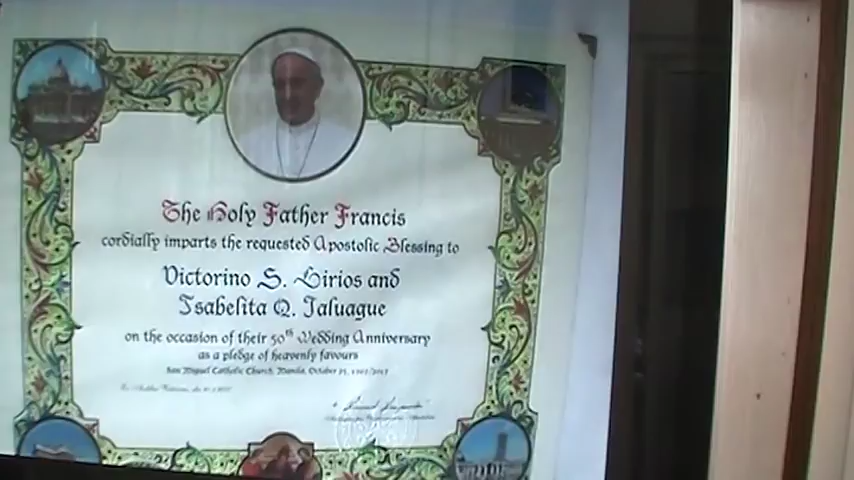 The Holy Father Francis
cordially imparts the requested Apostolic Blessing to
Victorino S. Lirios and
Isabelita Q. Taluague
on the occasion of their 50th Wedding Anniversary
as a pledge of heavenly favours
San Miguel Catholic Church, Manila, October